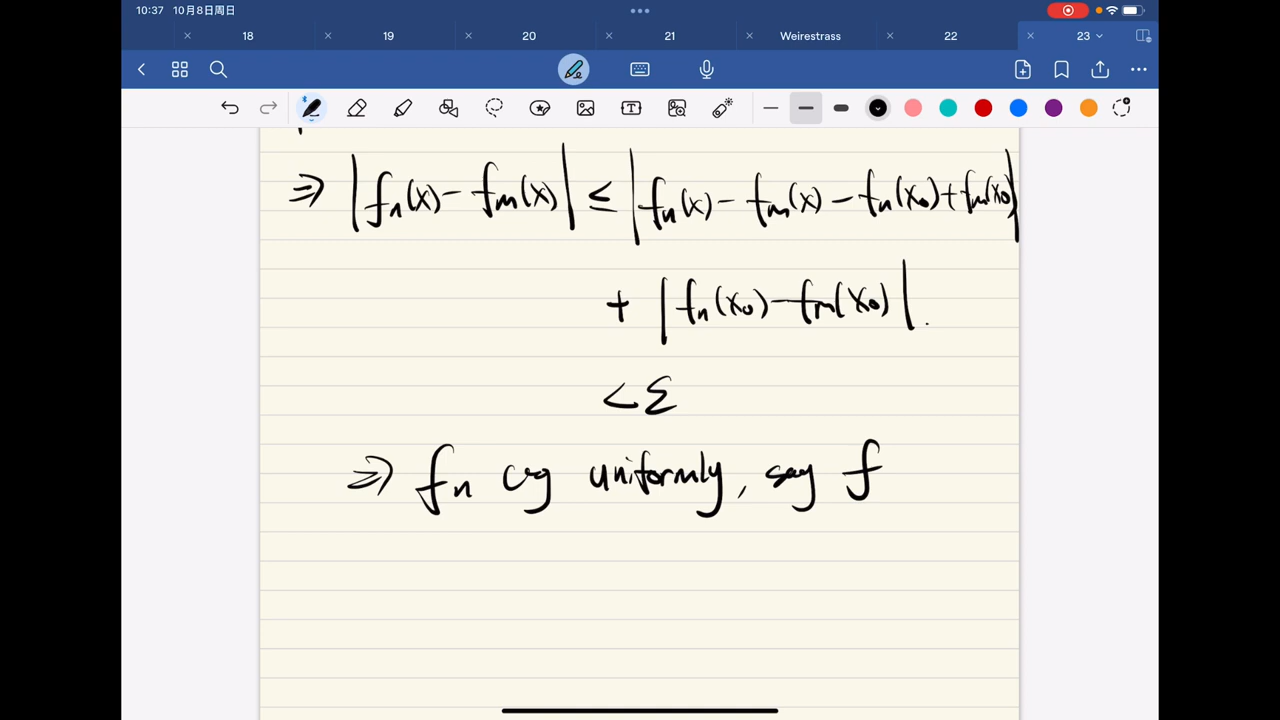 10:37 10月8日周日
18 19 20 21 Weirestrass 22 23
⇒ |fn(x) - fm(x)| ≤ |fn(x) - fm(x) - fn(x₀) + fm(x₀)|
+ |fn(x₀) - fm(x₀)|.
< ε
⇒ fn cvg uniformly, say f